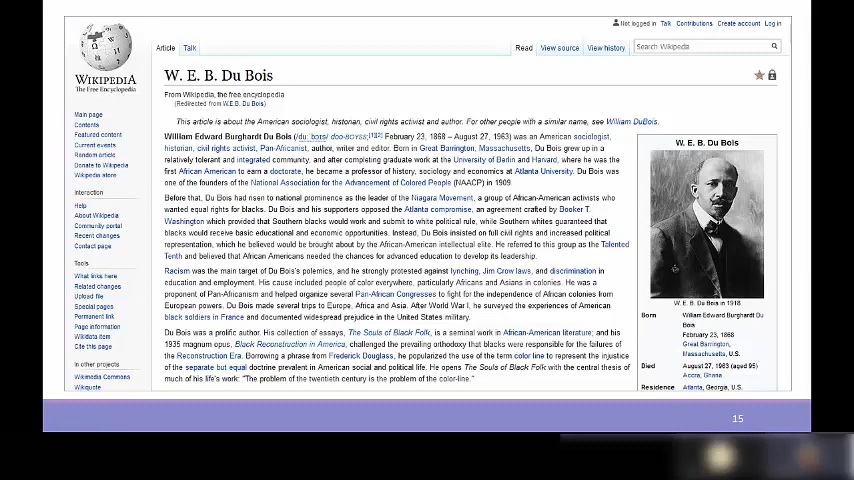 Not logged in Talk Contributions Create account Log in
Article Talk
Read View source View history Search Wikipedia
WIKIPEDIA
The Free Encyclopedia
W. E. B. Du Bois
From Wikipedia, the free encyclopedia
(Redirected from W.E.B. Du Bois)
This article is about the American sociologist, historian, civil rights activist and author. For other people with a similar name, see William DuBois.
William Edward Burghardt Du Bois (/duːˈbɔɪs/ doo-BOYSS;[1][2] February 23, 1868 – August 27, 1963) was an American sociologist,
historian, civil rights activist, Pan-Africanist, author, writer and editor. Born in Great Barrington, Massachusetts, Du Bois grew up in a
relatively tolerant and integrated community, and after completing graduate work at the University of Berlin and Harvard, where he was the
first African American to earn a doctorate, he became a professor of history, sociology and economics at Atlanta University. Du Bois was
one of the founders of the National Association for the Advancement of Colored People (NAACP) in 1909.
Before that, Du Bois had risen to national prominence as the leader of the Niagara Movement, a group of African-American activists who
wanted equal rights for blacks. Du Bois and his supporters opposed the Atlanta compromise, an agreement crafted by Booker T.
Washington which provided that Southern blacks would work and submit to white political rule, while Southern whites guaranteed that
blacks would receive basic educational and economic opportunities. Instead, Du Bois insisted on full civil rights and increased political
representation, which he believed would be brought about by the African-American intellectual elite. He referred to this group as the Talented
Tenth and believed that African Americans needed the chances for advanced education to develop its leadership.
Racism was the main target of Du Bois's polemics, and he strongly protested against lynching, Jim Crow laws, and discrimination in
education and employment. His cause included people of color everywhere, particularly Africans and Asians in colonies. He was a
proponent of Pan-Africanism and helped organize several Pan-African Congresses to fight for the independence of African colonies from
European powers. Du Bois made several trips to Europe, Africa and Asia. After World War I, he surveyed the experiences of American
black soldiers in France and documented widespread prejudice in the United States military.
Du Bois was a prolific author. His collection of essays, The Souls of Black Folk, is a seminal work in African-American literature; and his
1935 magnum opus, Black Reconstruction in America, challenged the prevailing orthodoxy that blacks were responsible for the failures of
the Reconstruction Era. Borrowing a phrase from Frederick Douglass, he popularized the use of the term color line to represent the injustice
of the separate but equal doctrine prevalent in American social and political life. He opens The Souls of Black Folk with the central thesis of
much of his life's work: "The problem of the twentieth century is the problem of the color-line."
Main page
Contents
Featured content
Current events
Random article
Donate to Wikipedia
Wikipedia store
Interaction
Help
About Wikipedia
Community portal
Recent changes
Contact page
Tools
What links here
Related changes
Upload file
Special pages
Permanent link
Page information
Wikidata item
Cite this page
In other projects
Wikimedia Commons
Wikiquote
W. E. B. Du Bois
W. E. B. Du Bois in 1918
Born William Edward Burghardt Du
Bois
February 23, 1868
Great Barrington,
Massachusetts, U.S.
Died August 27, 1963 (aged 95)
Accra, Ghana
Residence Atlanta, Georgia, U.S.
15